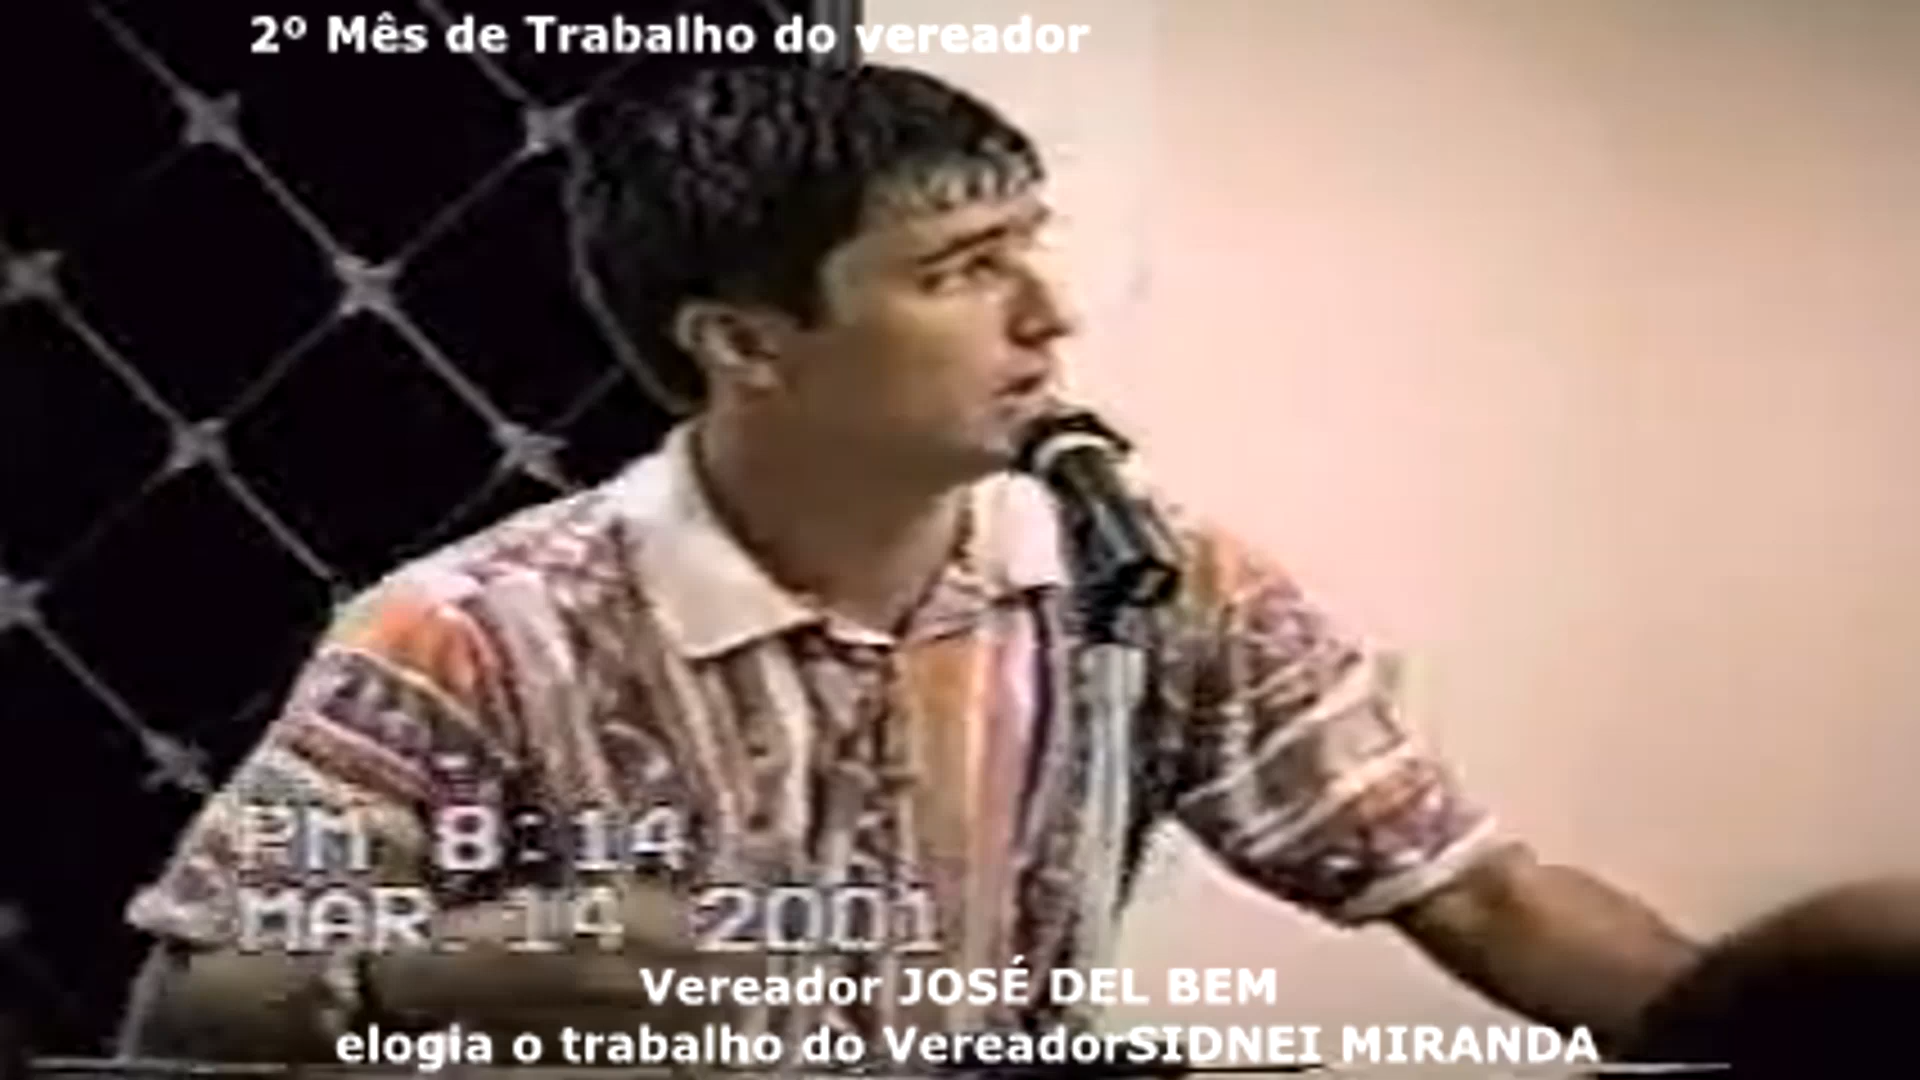 2º Mês de Trabalho do vereador
PM 8:14
MAR. 14 2001
Vereador JOSÉ DEL BEM
elogia o trabalho do VereadorSIDNEI MIRANDA